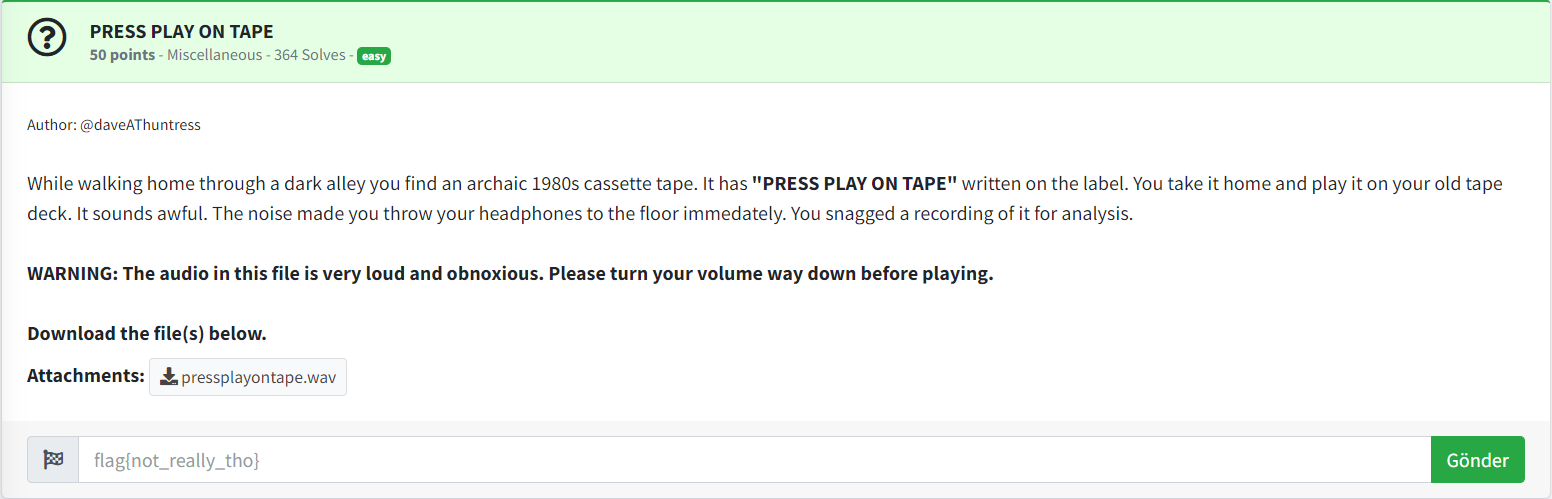 PRESS PLAY ON TAPE
50 points - Miscellaneous - 364 Solves - easy
Author: @daveAThuntress
While walking home through a dark alley you find an archaic 1980s cassette tape. It has "PRESS PLAY ON TAPE" written on the label. You take it home and play it on your old tape
deck. It sounds awful. The noise made you throw your headphones to the floor immedately. You snagged a recording of it for analysis.
WARNING: The audio in this file is very loud and obnoxious. Please turn your volume way down before playing.
Download the file(s) below.
Attachments: pressplayontape.wav
flag{not_really_tho} Gönder